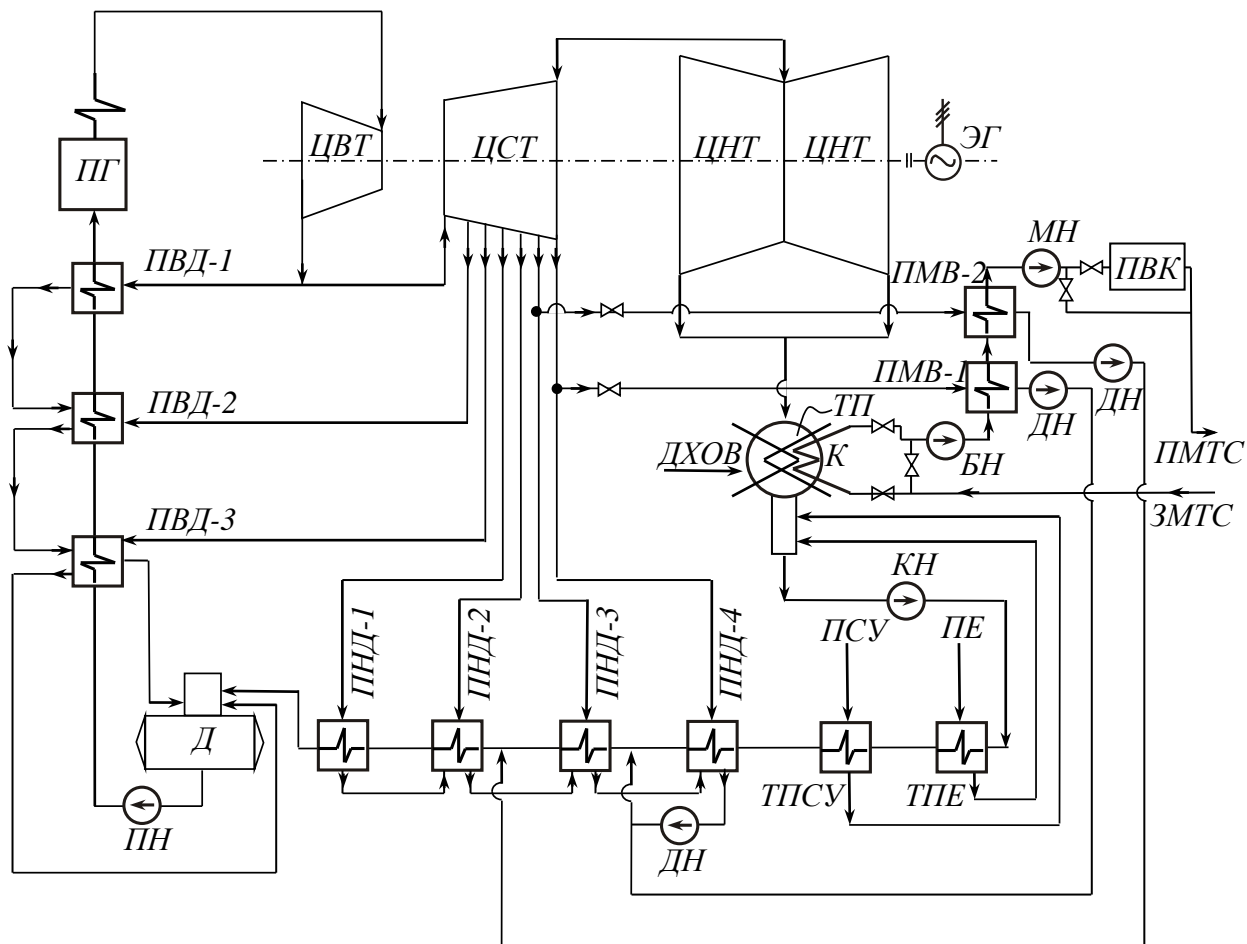 ЭГ
ЦВТ
ЦСТ
ЦНТ
ЦНТ
ПГ
МН
ПВД-1
ПМВ-2
ПВК
ПМВ-1
ПВД-2
ТП
ДН
ДН
ДХОВ
К
БН
ПМТС
ПВД-3
ЗМТС
КН
ПНД-1
ПНД-2
ПНД-3
ПНД-4
ПСУ
ПЕ
Д
ТПСУ
ТПЕ
ПН
ДН